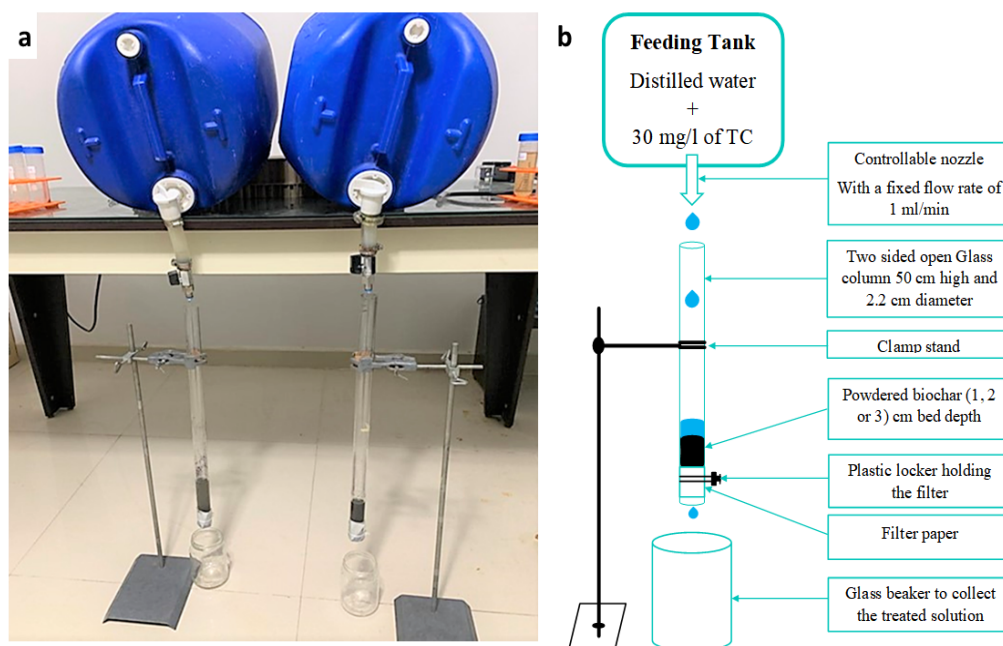 a
b
Feeding Tank
Distilled water
+
30 mg/l of TC
Controllable nozzle
With a fixed flow rate of
1 ml/min
Two sided open Glass
column 50 cm high and
2.2 cm diameter
Clamp stand
Powdered biochar (1, 2
or 3) cm bed depth
Plastic locker holding
the filter
Filter paper
Glass beaker to collect
the treated solution